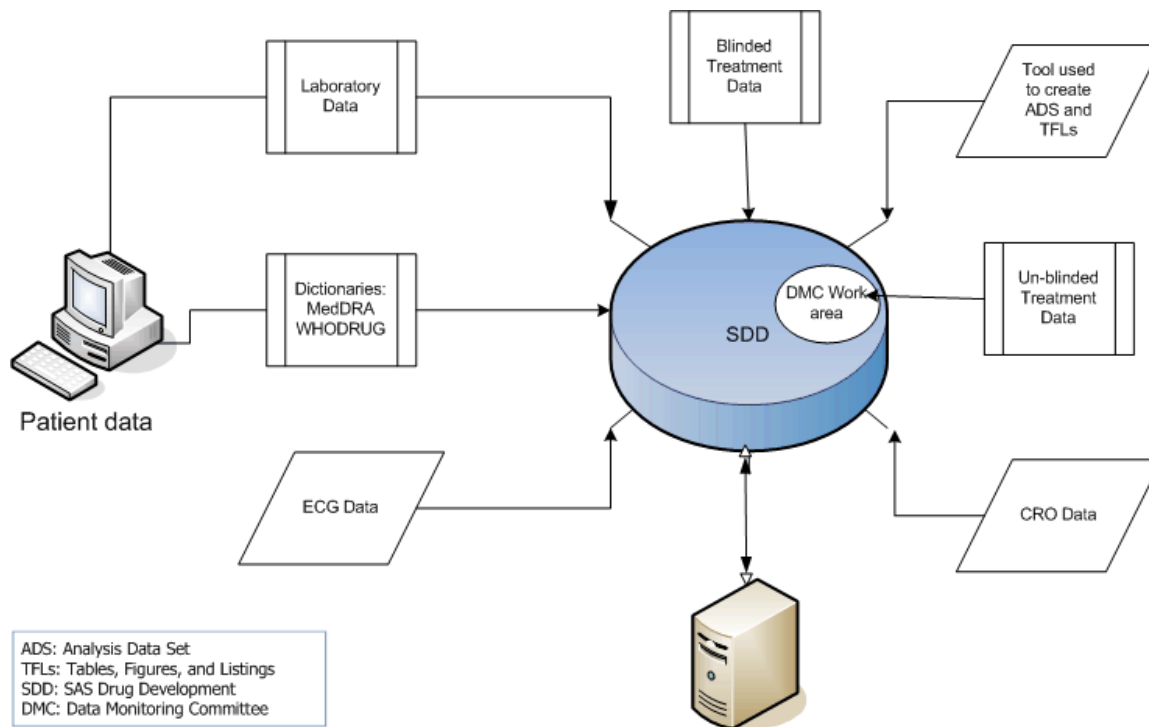 Laboratory
Data
Blinded
Treatment
Data
Tool used
to create
ADS and
TFLs
Dictionaries:
MedDRA
WHODRUG
DMC Work
area
SDD
Un-blinded
Treatment
Data
Patient data
ECG Data
CRO Data
ADS: Analysis Data Set
TFLs: Tables, Figures, and Listings
SDD: SAS Drug Development
DMC: Data Monitoring Committee